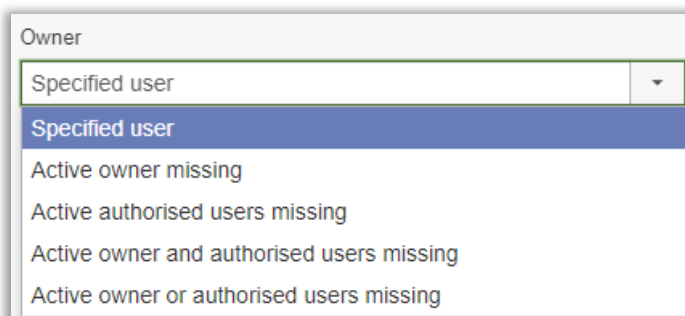 Owner
Specified user
Specified user
Active owner missing
Active authorised users missing
Active owner and authorised users missing
Active owner or authorised users missing